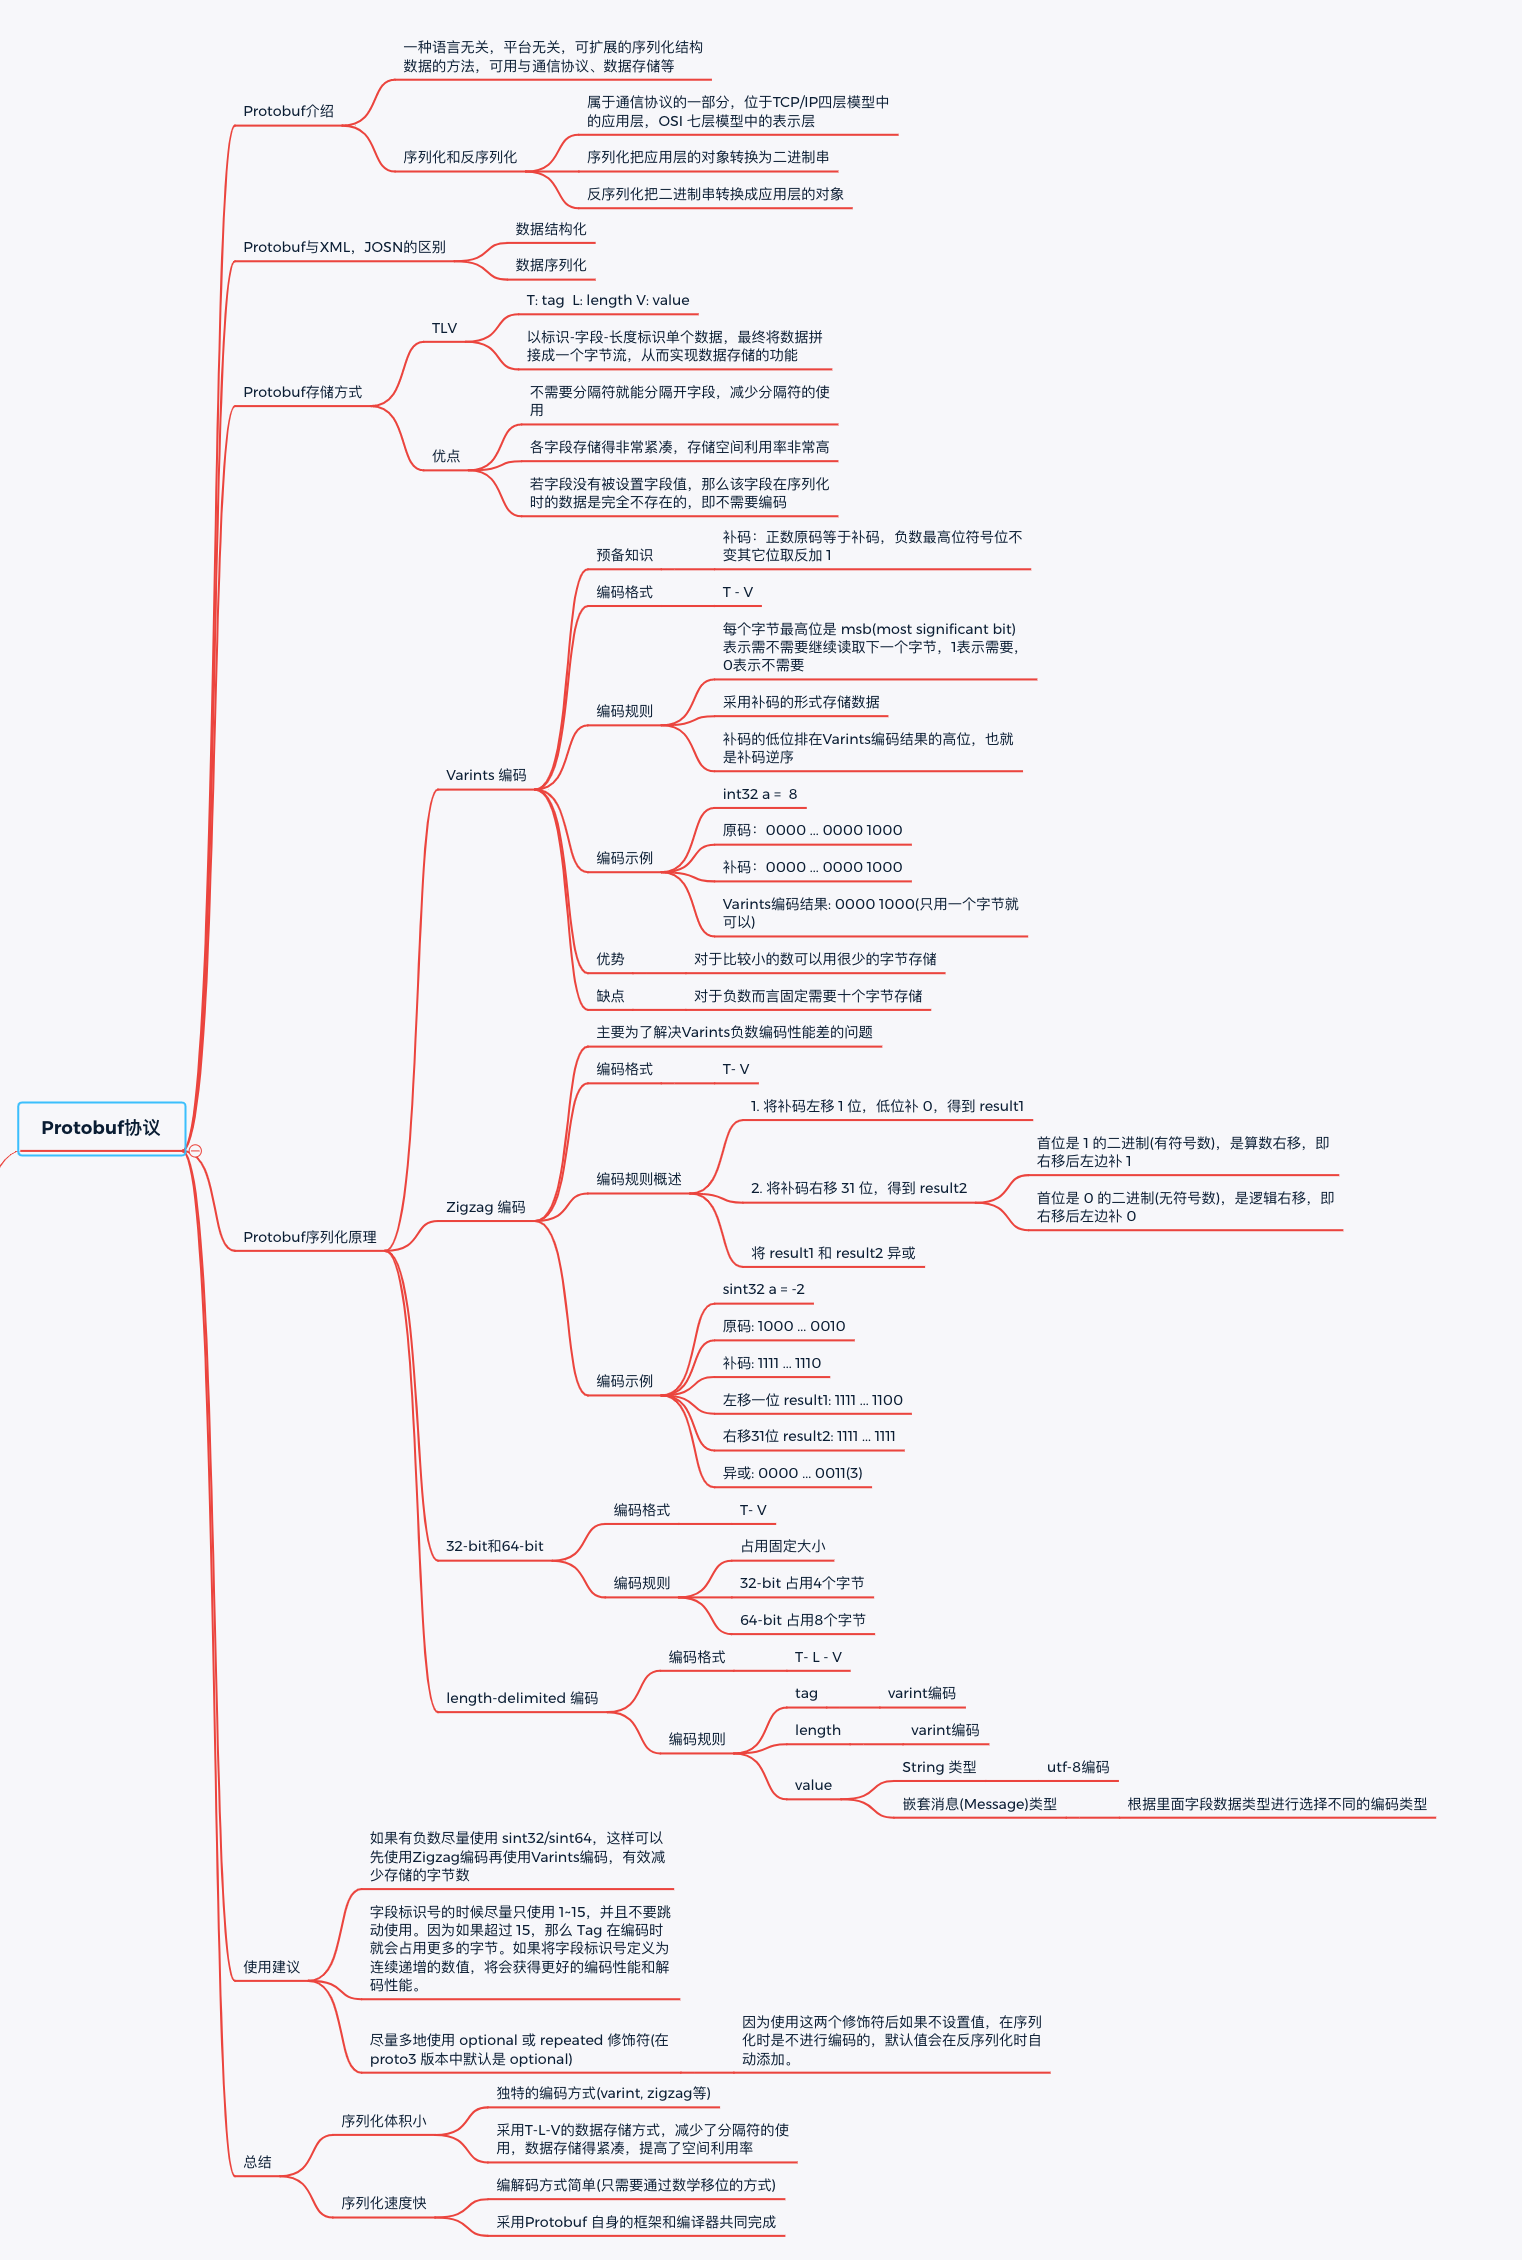 Protobuf协议
Protobuf介绍
一种语言无关，平台无关，可扩展的序列化结构
数据的方法，可用与通信协议、数据存储等
序列化和反序列化
属于通信协议的一部分，位于TCP/IP四层模型中
的应用层，OSI 七层模型中的表示层
序列化把应用层的对象转换为二进制串
反序列化把二进制串转换成应用层的对象
Protobuf与XML，JOSN的区别
数据结构化
数据序列化
Protobuf存储方式
TLV
T: tag  L: length V: value
以标识-字段-长度标识单个数据，最终将数据拼
接成一个字节流，从而实现数据存储的功能
优点
不需要分隔符就能分隔开字段，减少分隔符的使
用
各字段存储得非常紧凑，存储空间利用率非常高
若字段没有被设置字段值，那么该字段在序列化
时的数据是完全不存在的，即不需要编码
Protobuf序列化原理
Varints 编码
预备知识
补码：正数原码等于补码，负数最高位符号位不
变其它位取反加 1
编码格式
T - V
编码规则
每个字节最高位是 msb(most significant bit)
表示需不需要继续读取下一个字节，1表示需要，
0表示不需要
采用补码的形式存储数据
补码的低位排在Varints编码结果的高位，也就
是补码逆序
编码示例
int32 a =  8
原码：0000 ... 0000 1000
补码：0000 ... 0000 1000
Varints编码结果: 0000 1000(只用一个字节就
可以)
优势
对于比较小的数可以用很少的字节存储
缺点
对于负数而言固定需要十个字节存储
Zigzag 编码
主要为了解决Varints负数编码性能差的问题
编码格式
T- V
编码规则概述
1. 将补码左移 1 位，低位补 0，得到 result1
2. 将补码右移 31 位，得到 result2
首位是 1 的二进制(有符号数)，是算数右移，即
右移后左边补 1
首位是 0 的二进制(无符号数)，是逻辑右移，即
右移后左边补 0
将 result1 和 result2 异或
编码示例
sint32 a = -2
原码: 1000 ... 0010
补码: 1111 ... 1110
左移一位 result1: 1111 ... 1100
右移31位 result2: 1111 ... 1111
异或: 0000 ... 0011(3)
32-bit和64-bit
编码格式
T- V
编码规则
占用固定大小
32-bit 占用4个字节
64-bit 占用8个字节
length-delimited 编码
编码格式
T- L - V
编码规则
tag
varint编码
length
varint编码
value
String 类型
utf-8编码
嵌套消息(Message)类型
根据里面字段数据类型进行选择不同的编码类型
使用建议
如果有负数尽量使用 sint32/sint64，这样可以
先使用Zigzag编码再使用Varints编码，有效减
少存储的字节数
字段标识号的时候尽量只使用 1~15，并且不要跳
动使用。因为如果超过 15，那么 Tag 在编码时
就会占用更多的字节。如果将字段标识号定义为
连续递增的数值，将会获得更好的编码性能和解
码性能。
尽量多地使用 optional 或 repeated 修饰符(在
proto3 版本中默认是 optional)
因为使用这两个修饰符后如果不设置值，在序列
化时是不进行编码的，默认值会在反序列化时自
动添加。
总结
序列化体积小
独特的编码方式(varint, zigzag等)
采用T-L-V的数据存储方式，减少了分隔符的使
用，数据存储得紧凑，提高了空间利用率
序列化速度快
编解码方式简单(只需要通过数学移位的方式)
采用Protobuf 自身的框架和编译器共同完成